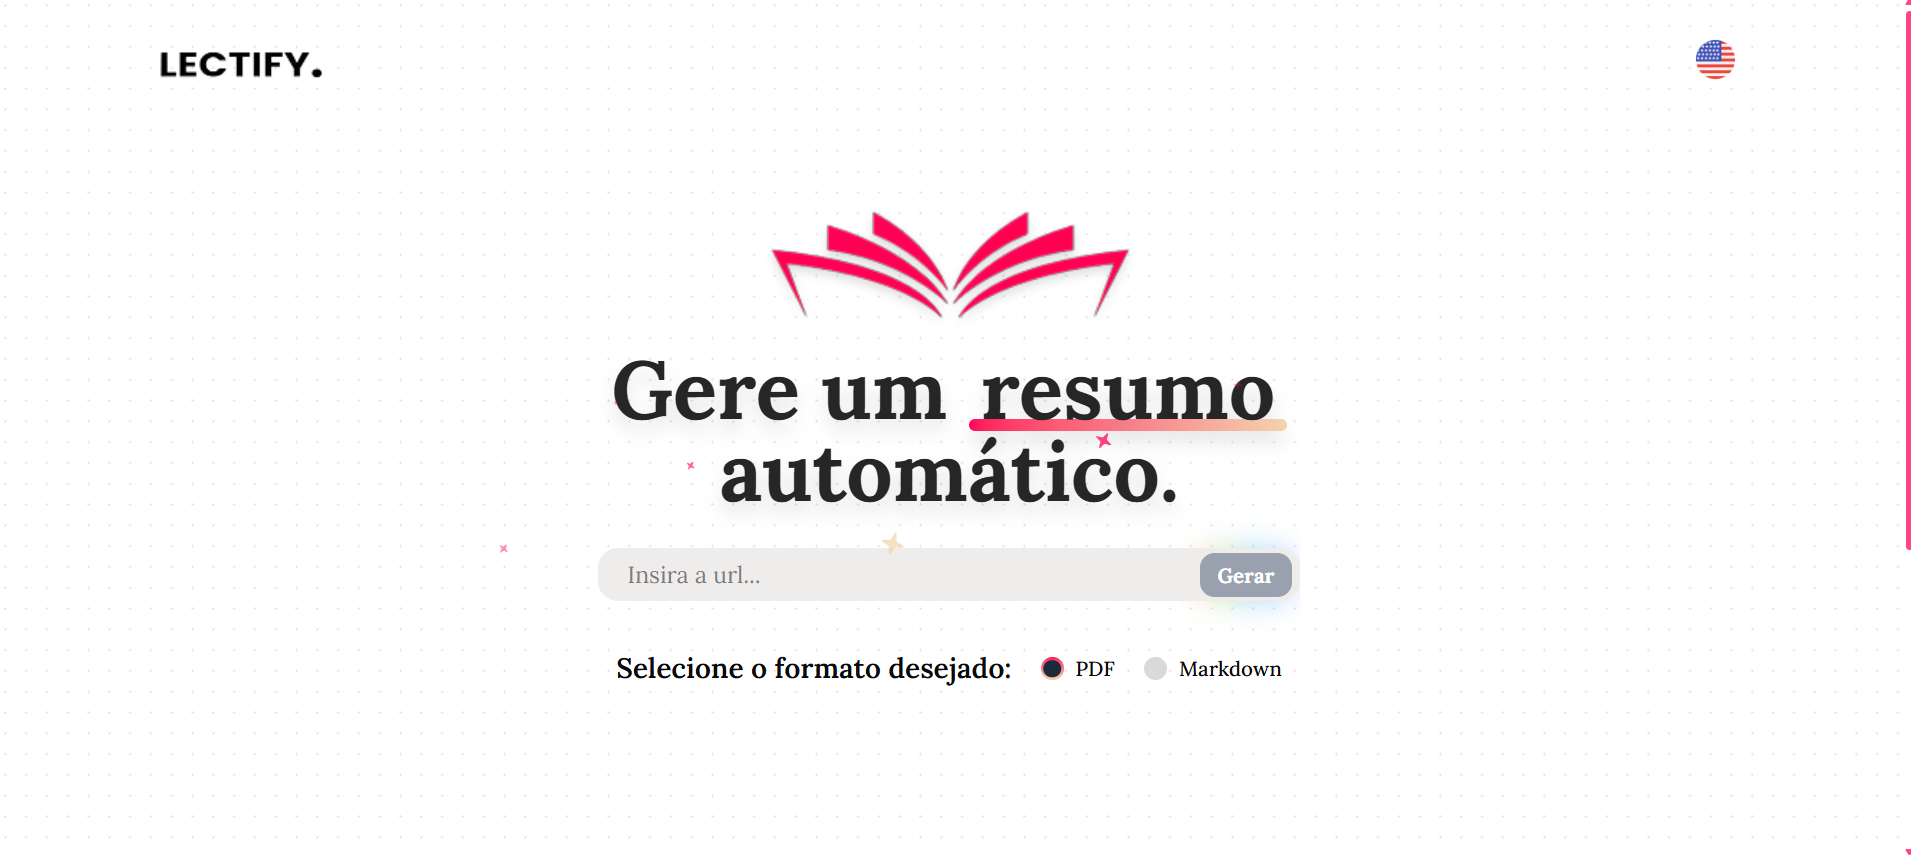 LECTIFY.
Gere um resumo
automático.
Insira a url...
Gerar
Selecione o formato desejado:
PDF
Markdown